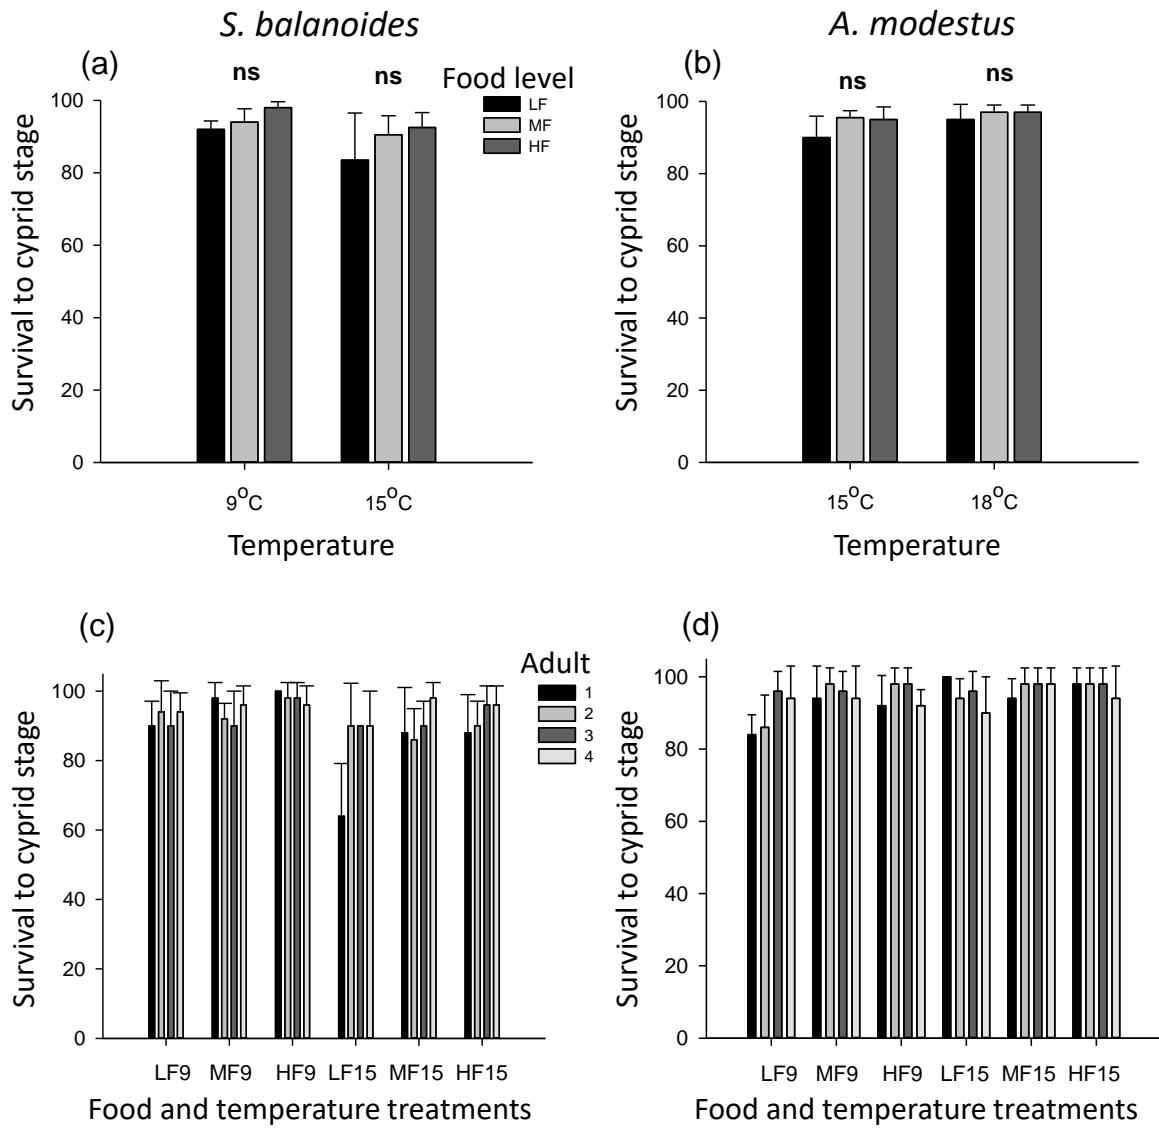 S. balanoides
A. modestus
(a)
ns
ns
Food level
LF
MF
HF
Survival to cyprid stage
100
80
60
40
20
0
9°C
15°C
Temperature
(b)
ns
ns
Survival to cyprid stage
100
80
60
40
20
0
15°C
18°C
Temperature
(c)
Adult
1
2
3
4
Survival to cyprid stage
100
80
60
40
20
0
LF9 MF9 HF9 LF15 MF15 HF15
Food and temperature treatments
(d)
Survival to cyprid stage
100
80
60
40
20
0
LF9 MF9 HF9 LF15 MF15 HF15
Food and temperature treatments